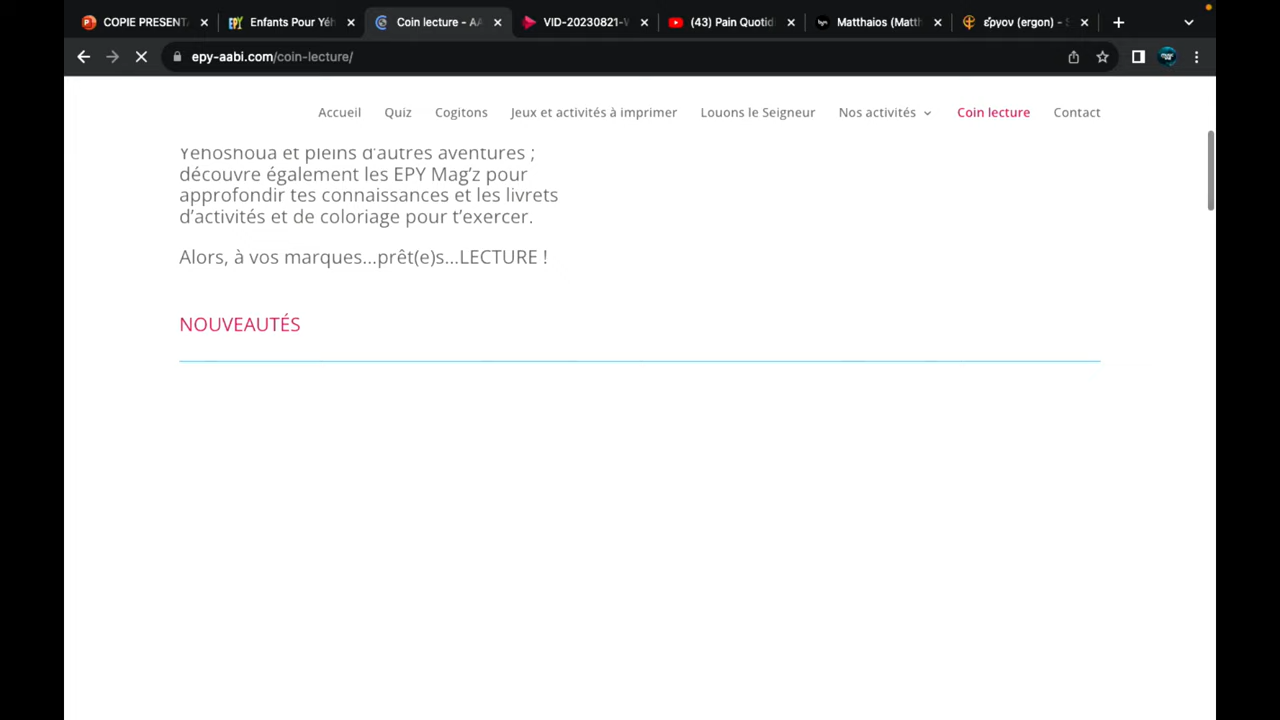 COPIE PRESENT
Enfants Pour Yéh
Coin lecture - AA
VID-20230821-
(43) Pain Quoti
Matthaios (Matth
ἔργον (ergon) - S
epy-aabi.com/coin-lecture/
Accueil
Quiz
Cogitons
Jeux et activités à imprimer
Louons le Seigneur
Nos activités
Coin lecture
Contact
Yehoshoua et pleins d'autres aventures ;
découvre également les EPY Mag'z pour
approfondir tes connaissances et les livrets
d'activités et de coloriage pour t'exercer.
Alors, à vos marques...prêt(e)s...LECTURE !
NOUVEAUTÉS